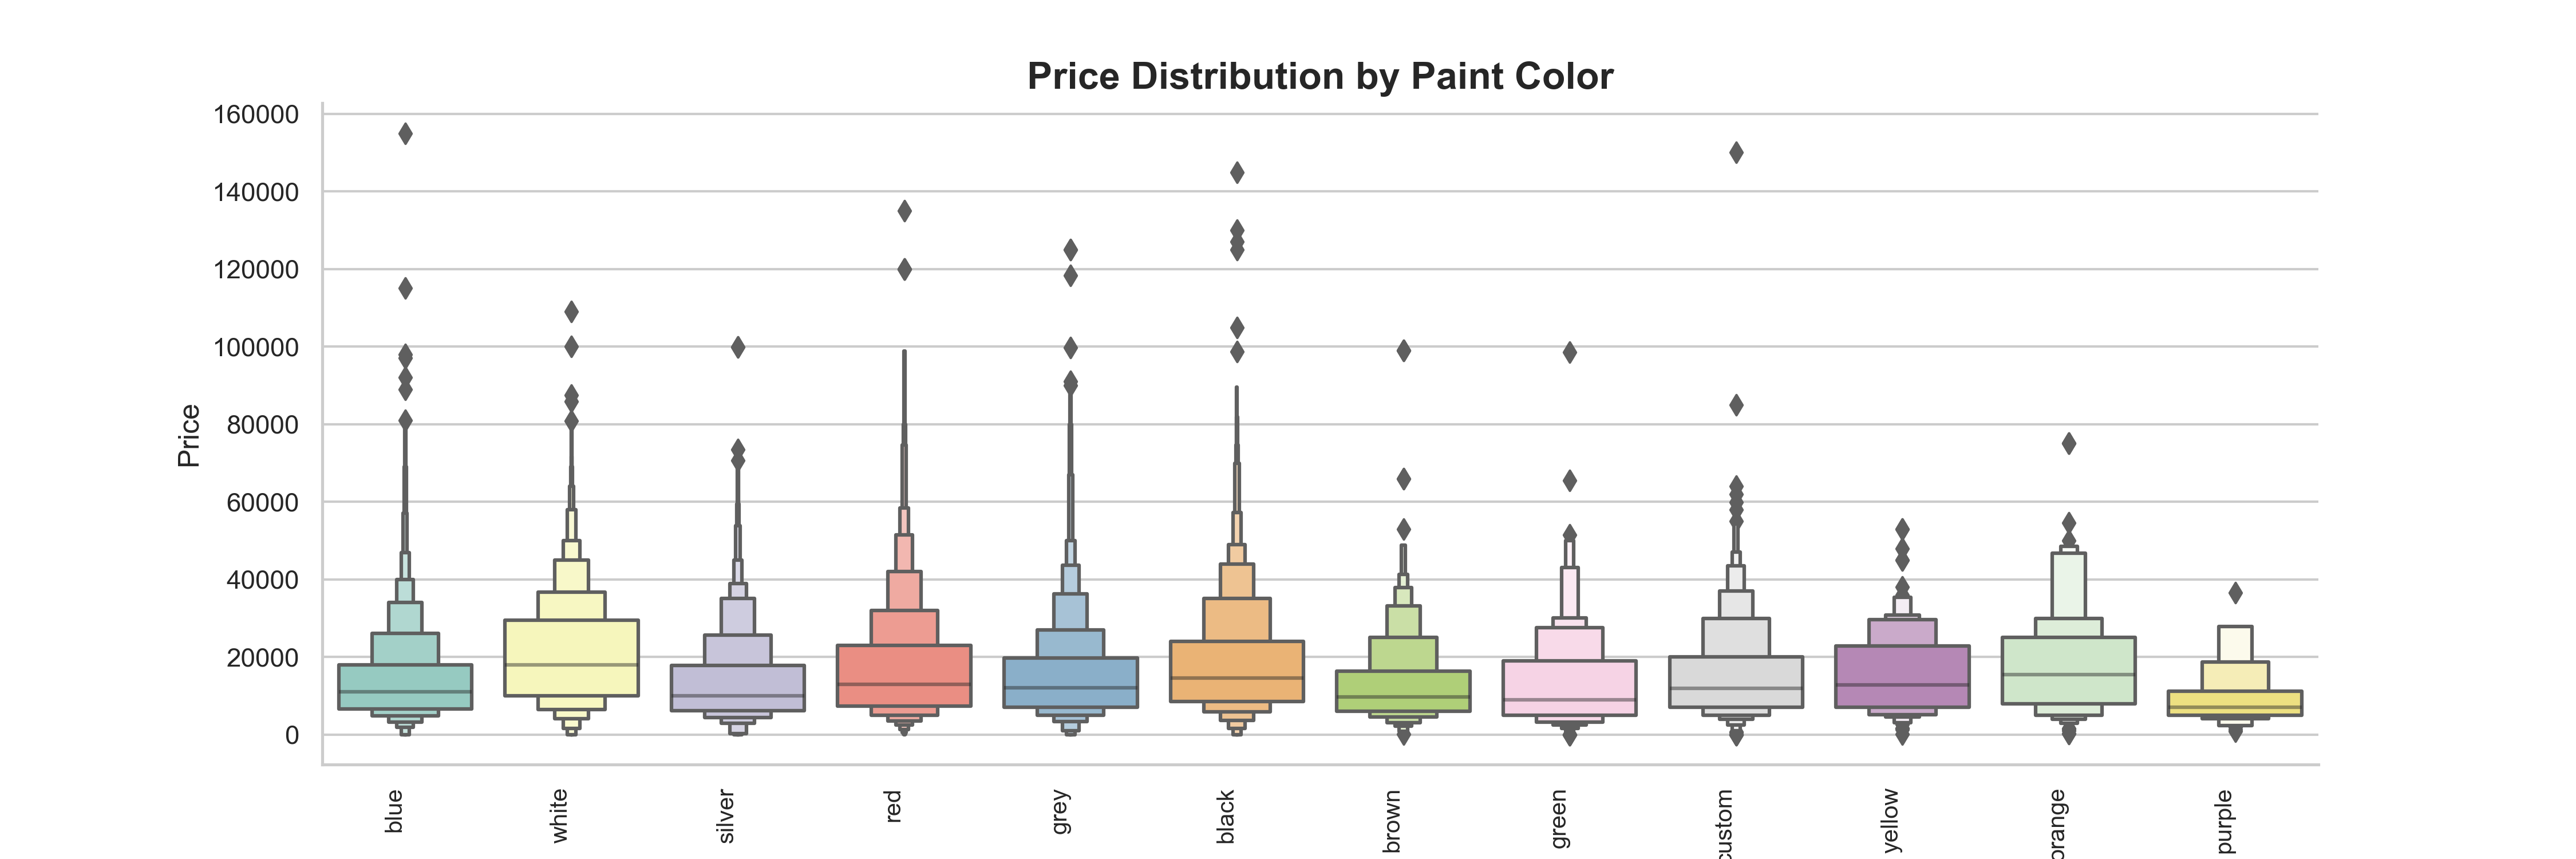 Price Distribution by Paint Color
160000
140000
120000
100000
80000
60000
40000
20000
0
Price
blue
white
silver
red
grey
black
brown
green
custom
yellow
orange
purple